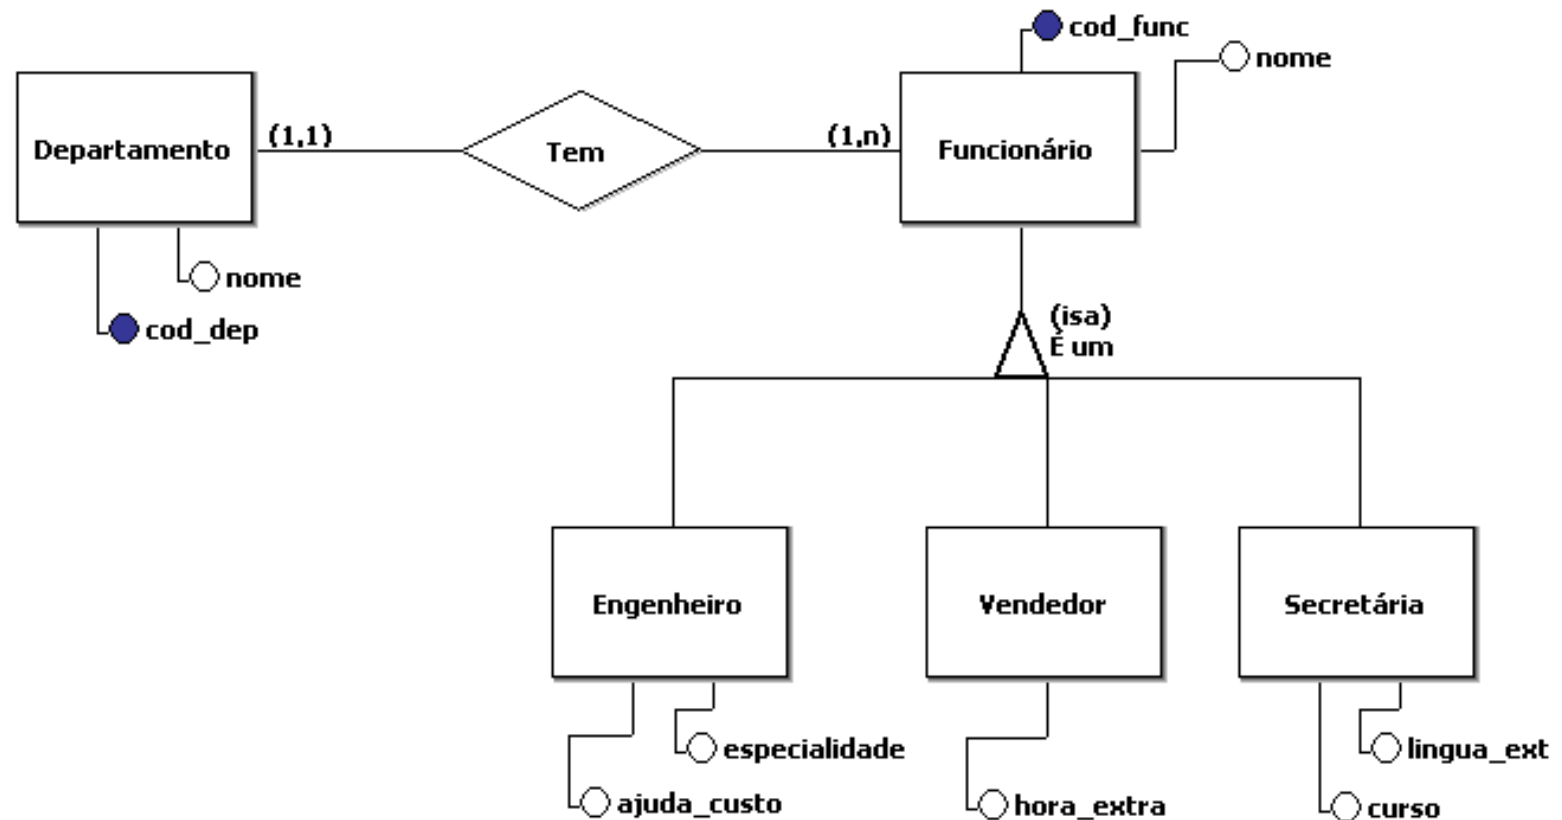 cod_func
nome
Departamento
(1,1)
Tem
(1,n)
Funcionário
nome
cod_dep
(isa)
É um
Engenheiro
Vendedor
Secretária
especialidade
ajuda_custo
hora_extra
lingua_ext
curso